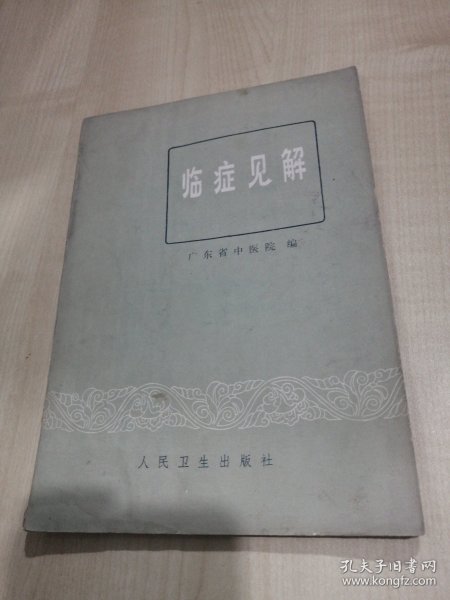 临症见解
广东省中医院 编
人民卫生出版社
孔夫子旧书网
www.kongfz.com